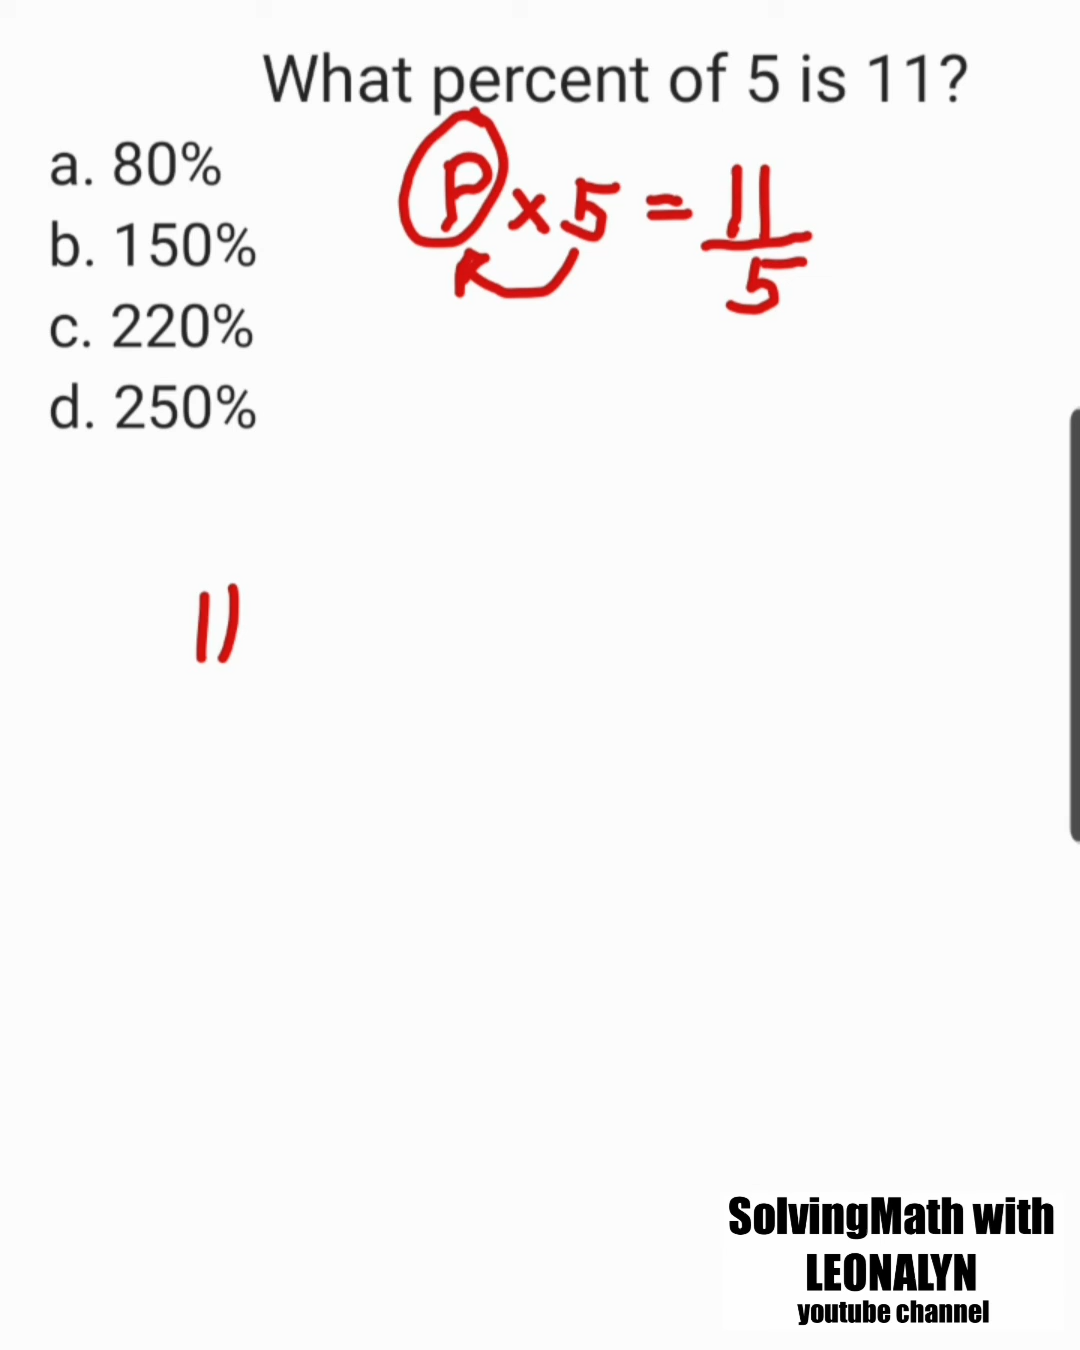 What percent of 5 is 11?
a. 80%
b. 150%
c. 220%
d. 250%
P x 5 = 11
5
11
SolvingMath with
LEONALYN
youtube channel